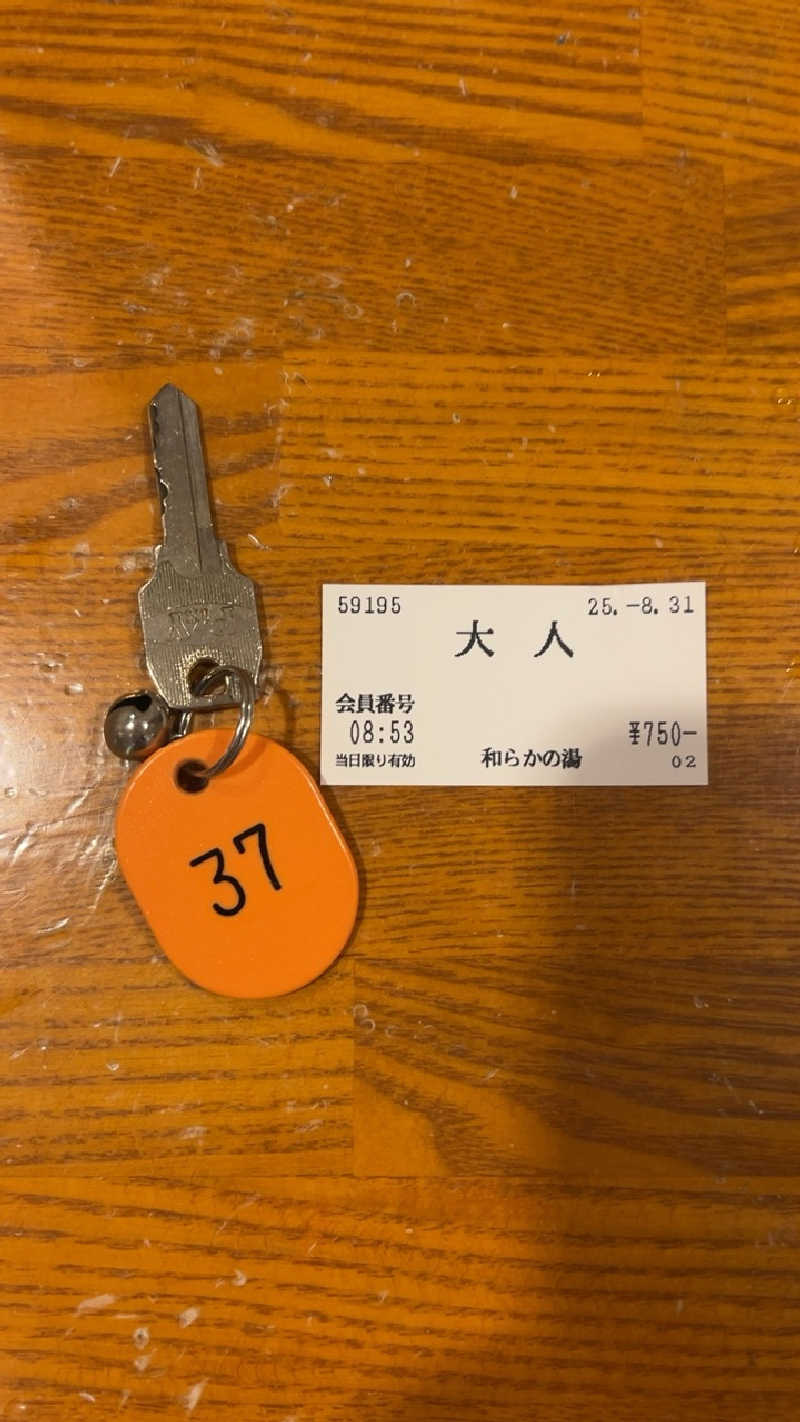 59195 25.-8.31
大人
会員番号
08:53 ¥750-
当日限り有効 和らかの湯 02
37